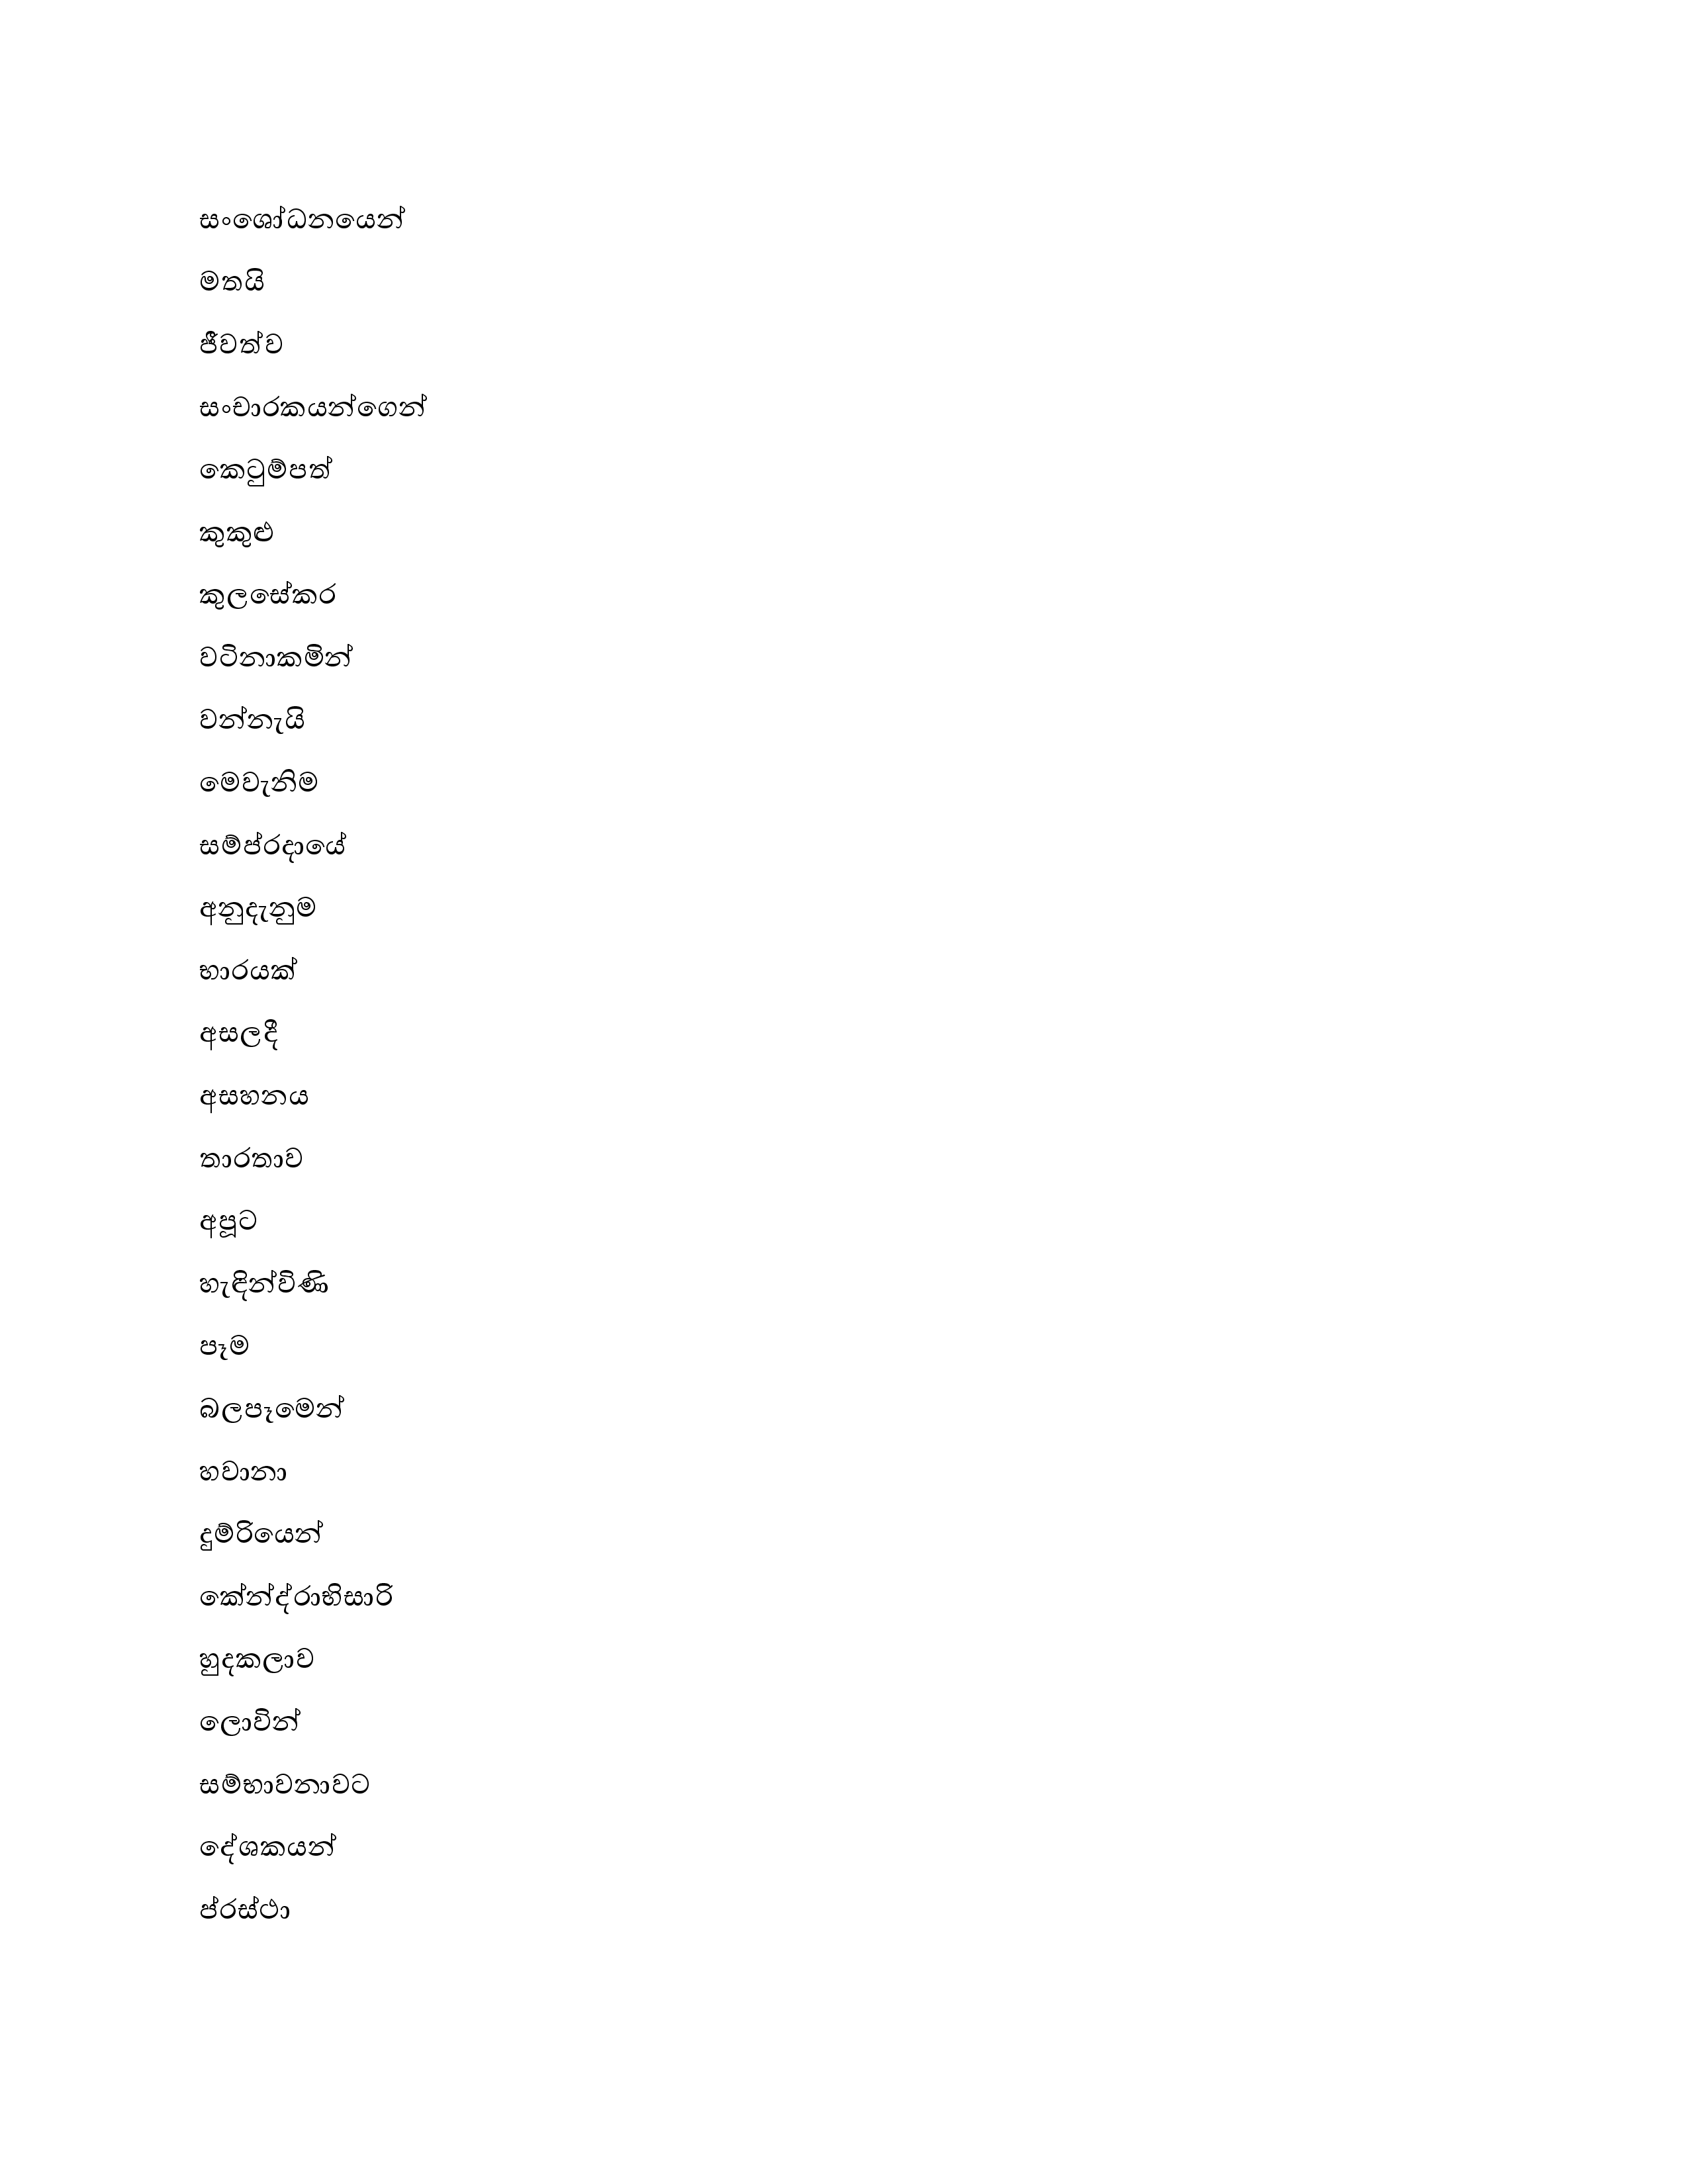 සංශෝධනයෙන්
මතයි
ජීවත්ව
සංචාරකයන්ගෙන්
කෙටුම්පත්
කුකුළු
කුලසේකර
වටිනාකමින්
වන්නැයි
මෙවැනිම
සම්ප්රදායේ
අනුදැනුම
භාරයක්
අසලදී
අසහනය
තාරතාව
අපූට
හැඳින්විණි
පෑම
බලපෑමෙන්
හවානා
දුම්රියෙන්
කේන්ද්රාභිසාරි
හුදකලාව
ලොවින්
සම්භාවනාවට
දේශකයන්
ප්රස්ථා